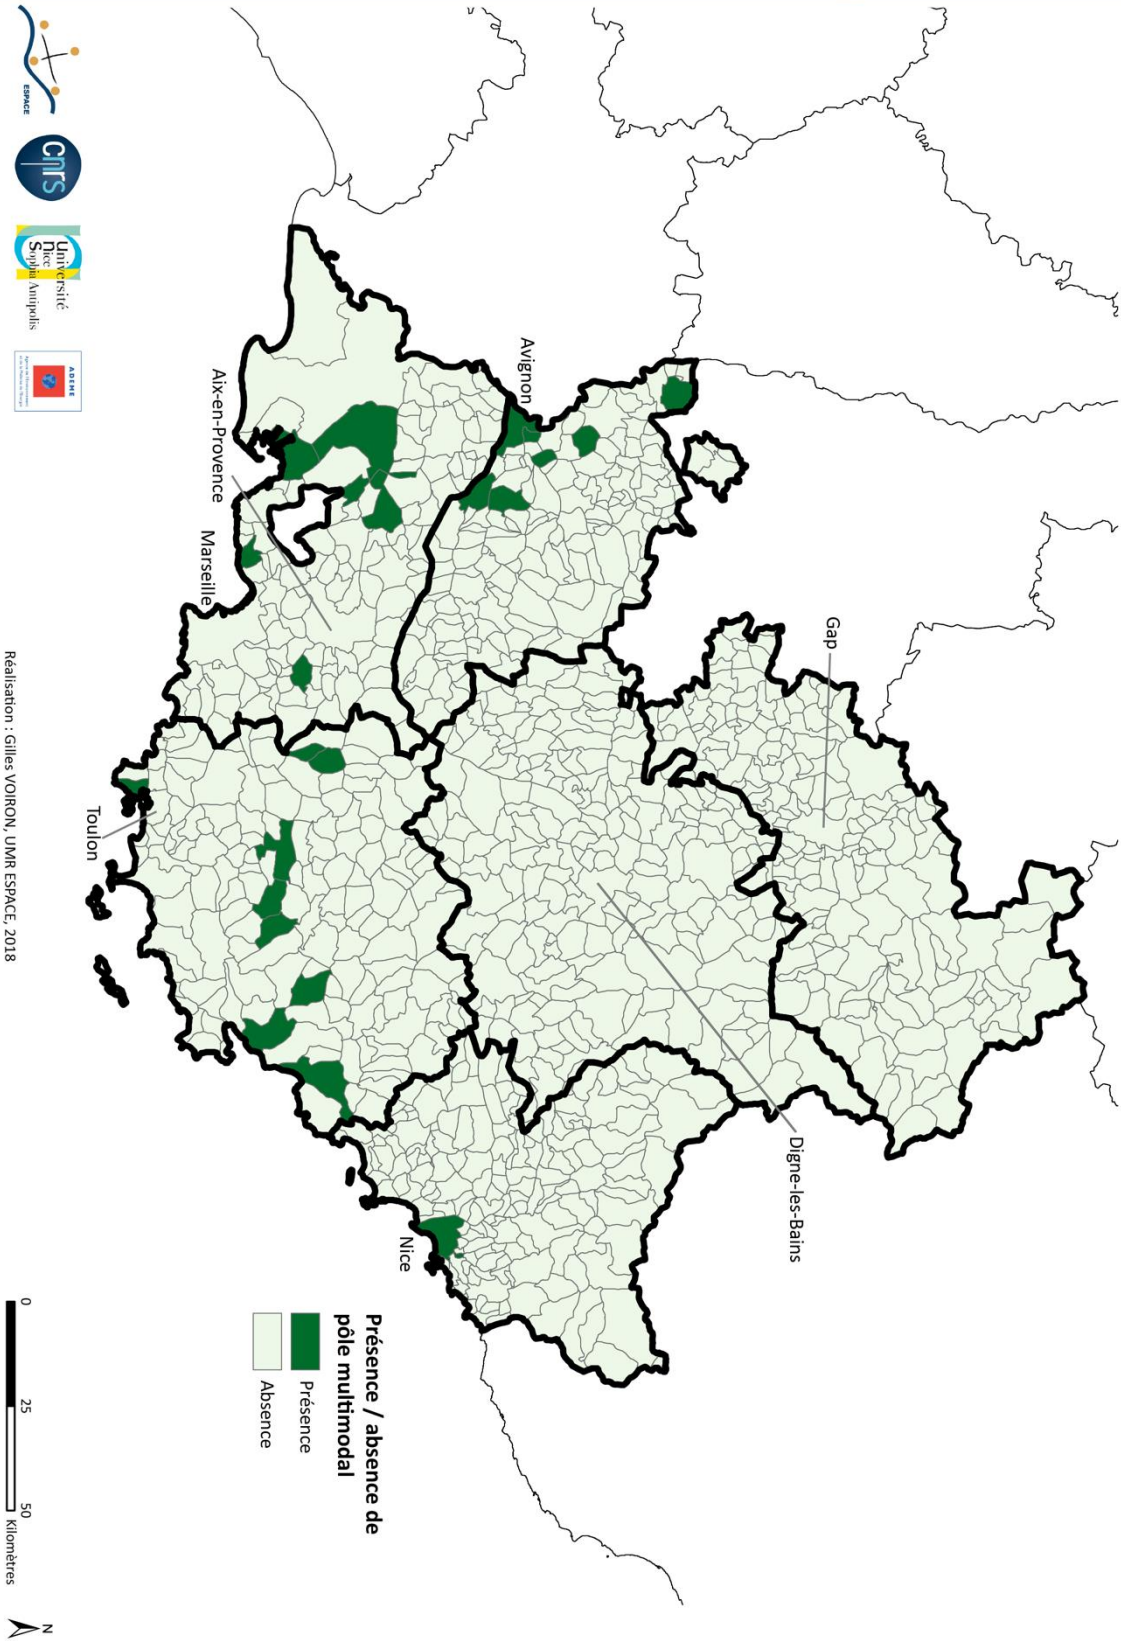 Présence / absence de
pôle multimodal
Présence
Absence
Gap
Digne-les-Bains
Avignon
Nice
Aix-en-Provence
Marseille
Toulon
0
25
50
Kilomètres
N
ESPACE
cnrs
Université
nice
Sophia Antipolis
ADEME
Réalisation : Gilles VOIRON, UMR ESPACE, 2018